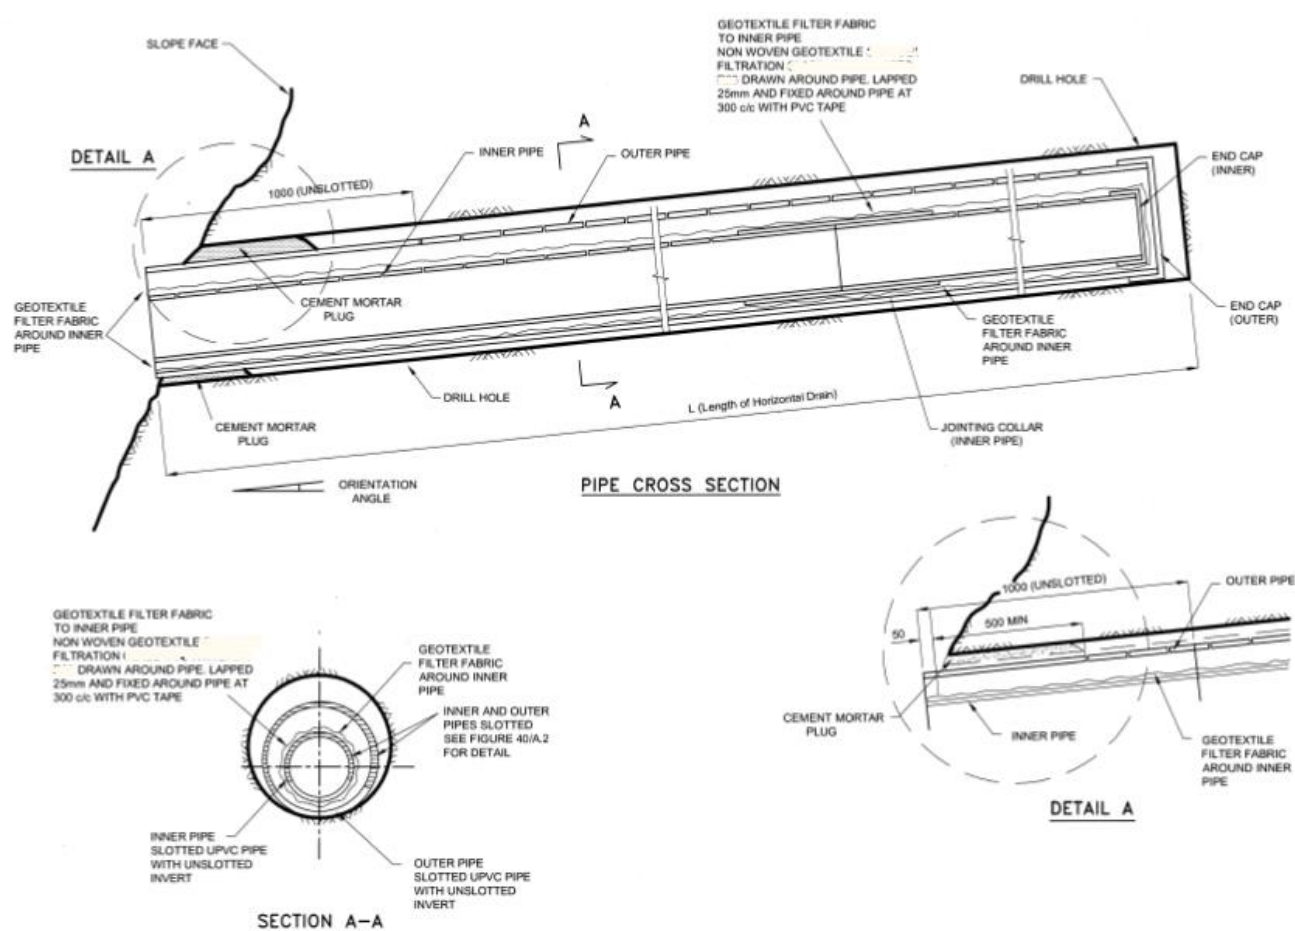 GEOTEXTILE FILTER FABRIC
TO INNER PIPE
NON WOVEN GEOTEXTILE
FILTRATION
DRAWN AROUND PIPE. LAPPED
25mm AND FIXED AROUND PIPE AT
300 c/c WITH PVC TAPE
SLOPE FACE
DRILL HOLE
A
DETAIL A
INNER PIPE
OUTER PIPE
END CAP
(INNER)
1000 (UNSLOTTED)
GEOTEXTILE
FILTER FABRIC
AROUND INNER
PIPE
CEMENT MORTAR
PLUG
END CAP
(OUTER)
GEOTEXTILE
FILTER FABRIC
AROUND INNER
PIPE
CEMENT MORTAR
PLUG
DRILL HOLE
A
L (Length of Horizontal Drain)
JOINTING COLLAR
(INNER PIPE)
ORIENTATION
ANGLE
PIPE CROSS SECTION
GEOTEXTILE FILTER FABRIC
TO INNER PIPE
NON WOVEN GEOTEXTILE
FILTRATION
DRAWN AROUND PIPE. LAPPED
25mm AND FIXED AROUND PIPE AT
300 c/c WITH PVC TAPE
GEOTEXTILE
FILTER FABRIC
AROUND INNER
PIPE
INNER AND OUTER
PIPES SLOTTED
SEE FIGURE 40/A.2
FOR DETAIL
INNER PIPE
SLOTTED UPVC PIPE
WITH UNSLOTTED
INVERT
OUTER PIPE
SLOTTED UPVC PIPE
WITH UNSLOTTED
INVERT
SECTION A-A
1000 (UNSLOTTED)
OUTER PIPE
500 MIN
50
CEMENT MORTAR
PLUG
INNER PIPE
GEOTEXTILE
FILTER FABRIC
AROUND INNER
PIPE
DETAIL A